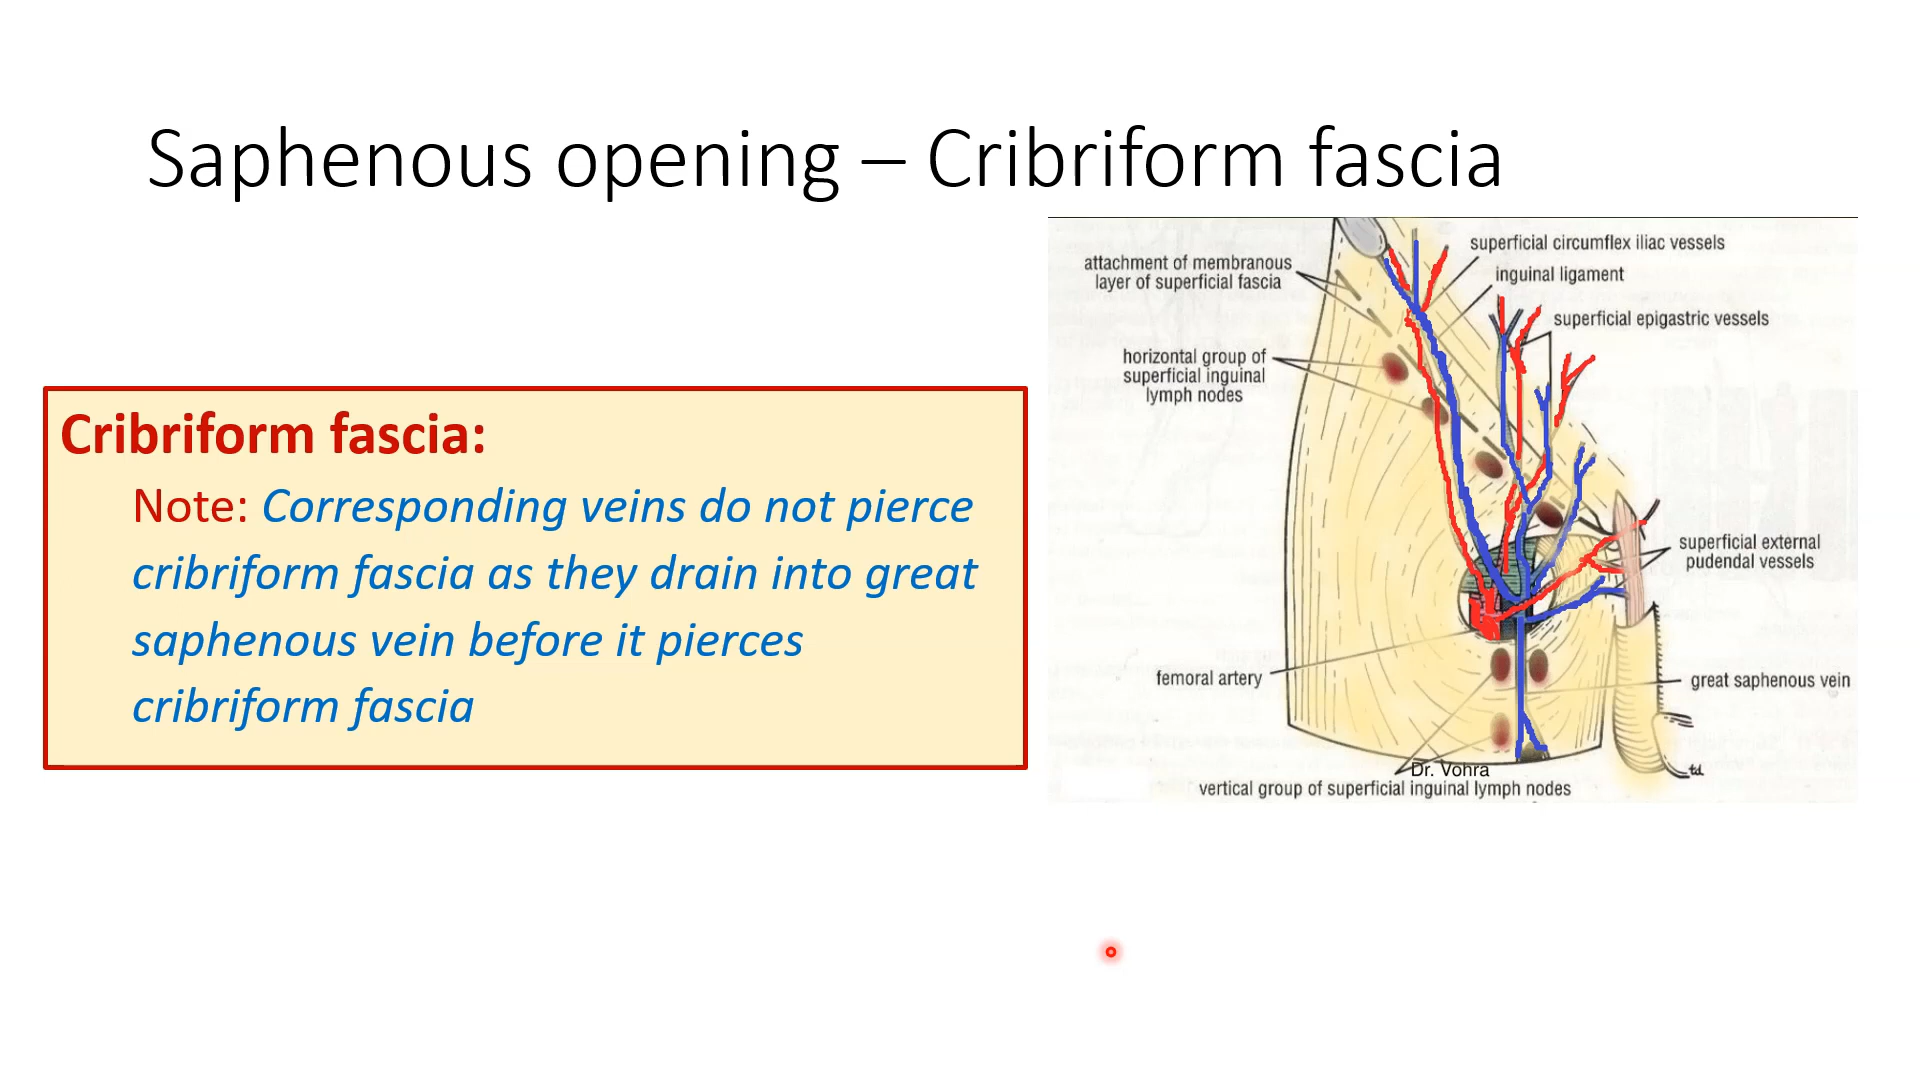 Saphenous opening – Cribriform fascia
Cribriform fascia:
Note: Corresponding veins do not pierce
cribriform fascia as they drain into great
saphenous vein before it pierces
cribriform fascia
superficial circumflex iliac vessels
attachment of membranous
layer of superficial fascia
inguinal ligament
superficial epigastric vessels
horizontal group of
superficial inguinal
lymph nodes
superficial external
pudendal vessels
femoral artery
great saphenous vein
Dr. Vohra
td
vertical group of superficial inguinal lymph nodes